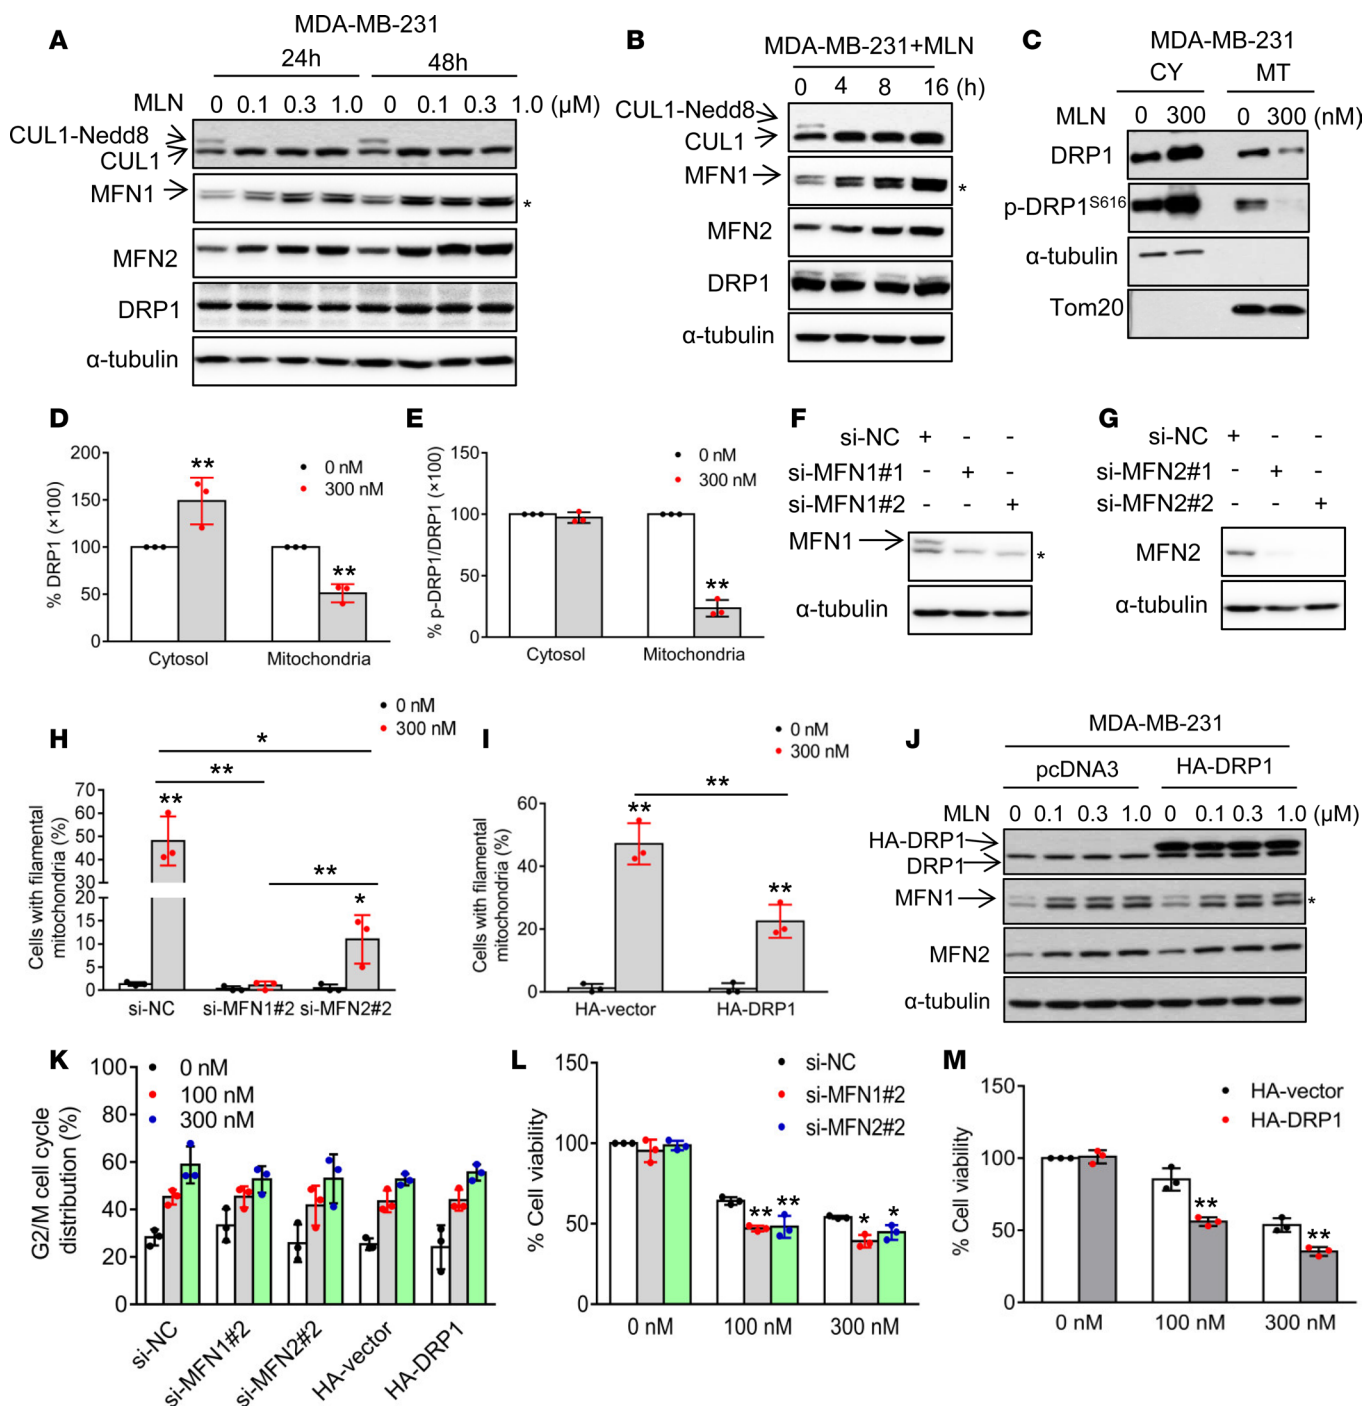 A
MDA-MB-231
24h 48h
MLN 0 0.1 0.3 1.0 0 0.1 0.3 1.0 (μM)
CUL1-Nedd8
CUL1
MFN1
*
MFN2
DRP1
α-tubulin
B
MDA-MB-231+MLN
0 4 8 16 (h)
CUL1-Nedd8
CUL1
MFN1
*
MFN2
DRP1
α-tubulin
C
MDA-MB-231
CY MT
MLN 0 300 0 300 (nM)
DRP1
p-DRP1S616
α-tubulin
Tom20
D
% DRP1 (×100)
200
150
100
50
0
0 nM
300 nM
**
**
Cytosol Mitochondria
E
% p-DRP1/DRP1 (×100)
150
100
50
0
0 nM
300 nM
**
Cytosol Mitochondria
F
si-NC + - -
si-MFN1#1 - + -
si-MFN1#2 - - +
MFN1
*
α-tubulin
G
si-NC + - -
si-MFN2#1 - + -
si-MFN2#2 - - +
MFN2
α-tubulin
H
0 nM
300 nM
*
**
**
**
*
Cells with filamental
mitochondria (%)
70
60
50
40
30
20
15
10
5
0
si-NC si-MFN1#2 si-MFN2#2
I
0 nM
300 nM
**
**
**
Cells with filamental
mitochondria (%)
60
40
20
0
HA-vector HA-DRP1
J
MDA-MB-231
pcDNA3 HA-DRP1
MLN 0 0.1 0.3 1.0 0 0.1 0.3 1.0 (μM)
HA-DRP1
DRP1
MFN1
*
MFN2
α-tubulin
K
G2/M cell cycle
distribution (%)
100
80
60
40
20
0
0 nM
100 nM
300 nM
si-NC
si-MFN1#2
si-MFN2#2
HA-vector
HA-DRP1
L
% Cell viability
150
100
50
0
si-NC
si-MFN1#2
si-MFN2#2
** **
* *
0 nM 100 nM 300 nM
M
% Cell viability
150
100
50
0
HA-vector
HA-DRP1
**
**
0 nM 100 nM 300 nM